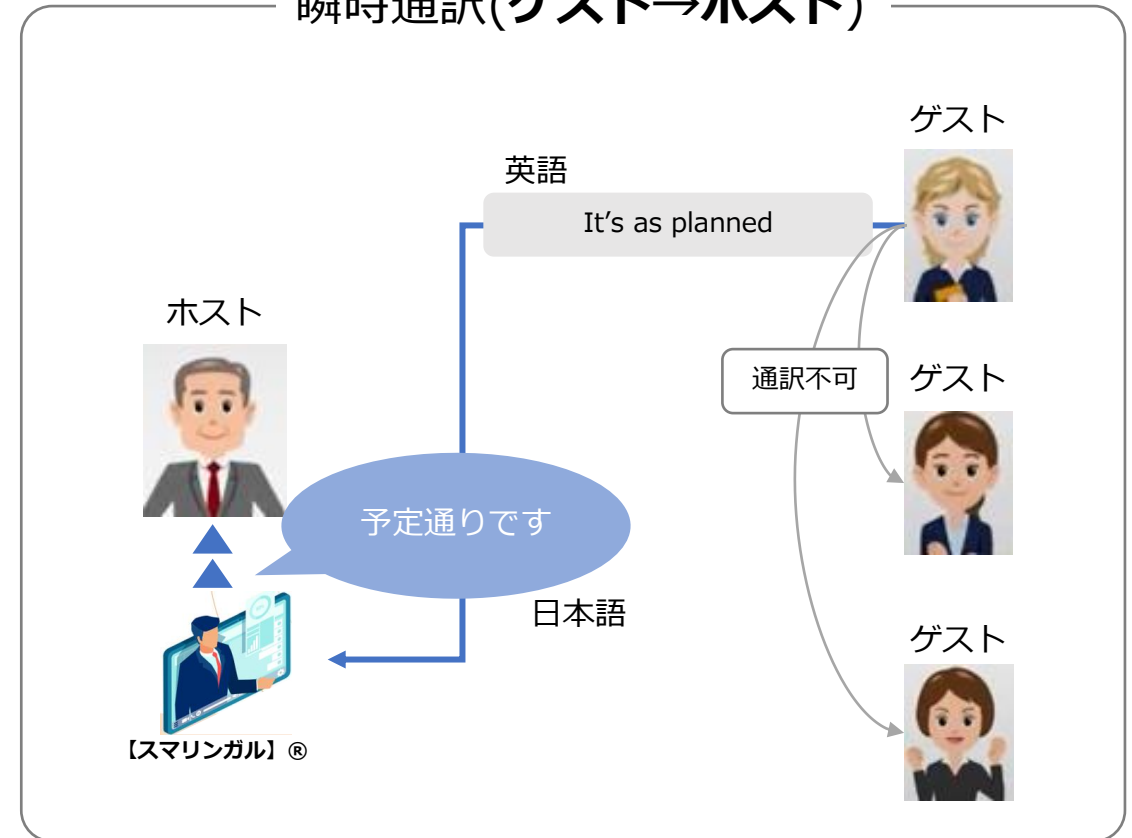 瞬時通訳(ゲスト→ホスト)
ゲスト
英語
It's as planned
ホスト
通訳不可
ゲスト
予定通りです
日本語
ゲスト
【スマリンガル】®